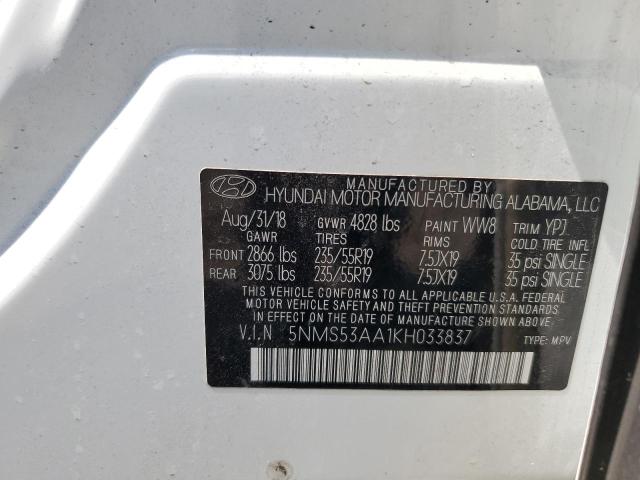 MANUFACTURED BY
HYUNDAI MOTOR MANUFACTURING ALABAMA, LLC
Aug/31/18 GVWR 4828 lbs PAINT WW8 TRIM YPJ
GAWR TIRES RIMS COLD TIRE INFL
FRONT 2866 lbs 235/55R19 7.5JX19 35 psi SINGLE
REAR 3075 lbs 235/55R19 7.5JX19 35 psi SINGLE
THIS VEHICLE CONFORMS TO ALL APPLICABLE U.S.A. FEDERAL
MOTOR VEHICLE SAFETY, BUMPER, AND THEFT PREVENTION STANDARDS
IN EFFECT ON THE DATE OF MANUFACTURE SHOWN ABOVE.
V.I.N 5NMS53AA1KH033837 TYPE: MPV